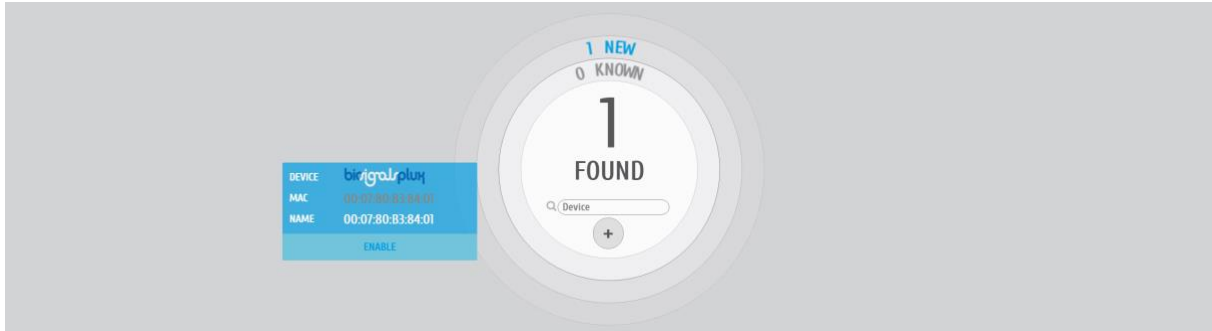 1 NEW
0 KNOWN
1
FOUND
Device
+
DEVICE biosignalsplux
MAC 00:07:80:B3:84:01
NAME 00:07:80:B3:84:01
ENABLE